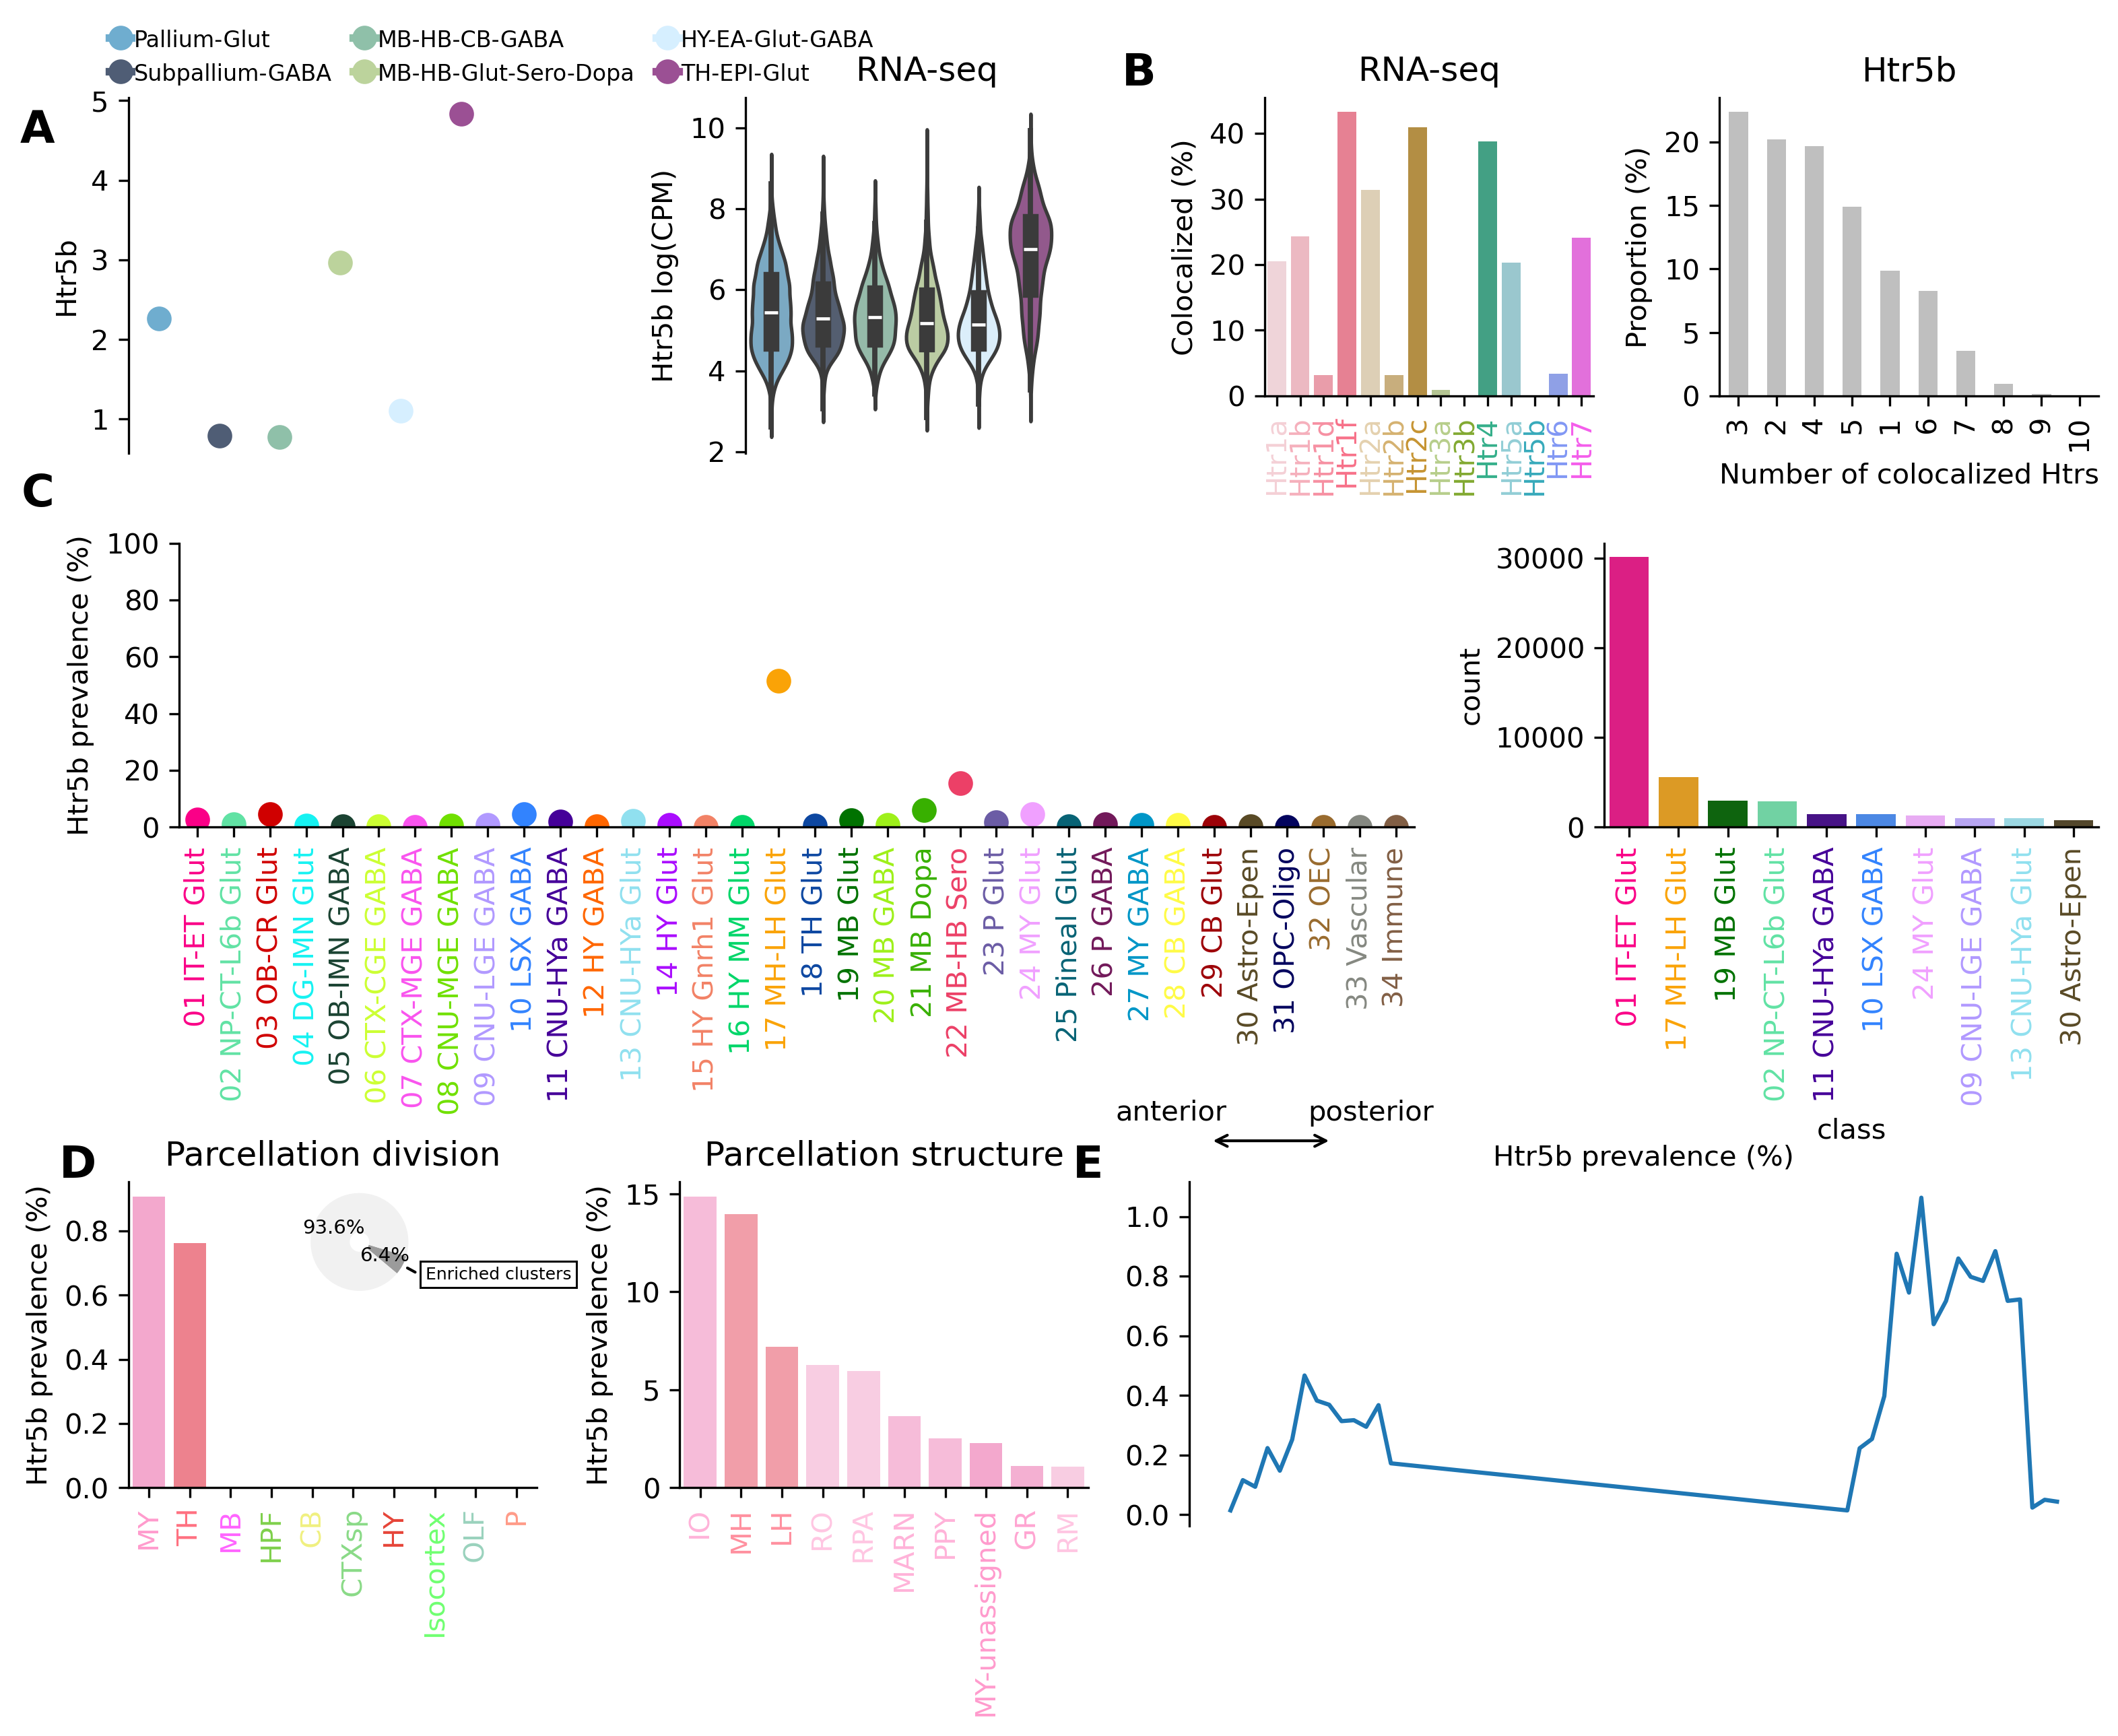 Pallium-Glut
MB-HB-CB-GABA
HY-EA-Glut-GABA
Subpallium-GABA
MB-HB-Glut-Sero-Dopa
TH-EPI-Glut
A
Htr5b
5
4
3
2
1
RNA-seq
Htr5b log(CPM)
10
8
6
4
2
B
RNA-seq
Colocalized (%)
40
30
20
10
0
Htr1a
Htr1b
Htr1d
Htr1f
Htr2a
Htr2b
Htr2c
Htr3a
Htr3b
Htr4
Htr5a
Htr5b
Htr6
Htr7
Htr5b
Proportion (%)
20
15
10
5
0
3
2
4
5
1
6
7
8
9
10
Number of colocalized Htrs
C
Htr5b prevalence (%)
100
80
60
40
20
0
01 IT-ET Glut
02 NP-CT-L6b Glut
03 OB-CR Glut
04 DG-IMN Glut
05 OB-IMN GABA
06 CTX-CGE GABA
07 CTX-MGE GABA
08 CNU-MGE GABA
09 CNU-LGE GABA
10 LSX GABA
11 CNU-HYa GABA
12 HY GABA
13 CNU-HYa Glut
14 HY Glut
15 HY Gnrh1 Glut
16 HY MM Glut
17 MH-LH Glut
18 TH Glut
19 MB Glut
20 MB GABA
21 MB Dopa
22 MB-HB Sero
23 P Glut
24 MY Glut
25 Pineal Glut
26 P GABA
27 MY GABA
28 CB GABA
29 CB Glut
30 Astro-Epen
31 OPC-Oligo
32 OEC
33 Vascular
34 Immune
count
30000
20000
10000
0
01 IT-ET Glut
17 MH-LH Glut
19 MB Glut
02 NP-CT-L6b Glut
11 CNU-HYa GABA
10 LSX GABA
24 MY Glut
09 CNU-LGE GABA
13 CNU-HYa Glut
30 Astro-Epen
class
D
Parcellation division
Htr5b prevalence (%)
0.8
0.6
0.4
0.2
0.0
93.6%
6.4%
Enriched clusters
MY
TH
MB
HPF
CB
CTXsp
HY
Isocortex
OLF
P
Parcellation structure
Htr5b prevalence (%)
15
10
5
0
IO
MH
LH
RO
RPA
MARN
PPY
MY-unassigned
GR
RM
E
anterior
posterior
Htr5b prevalence (%)
1.0
0.8
0.6
0.4
0.2
0.0